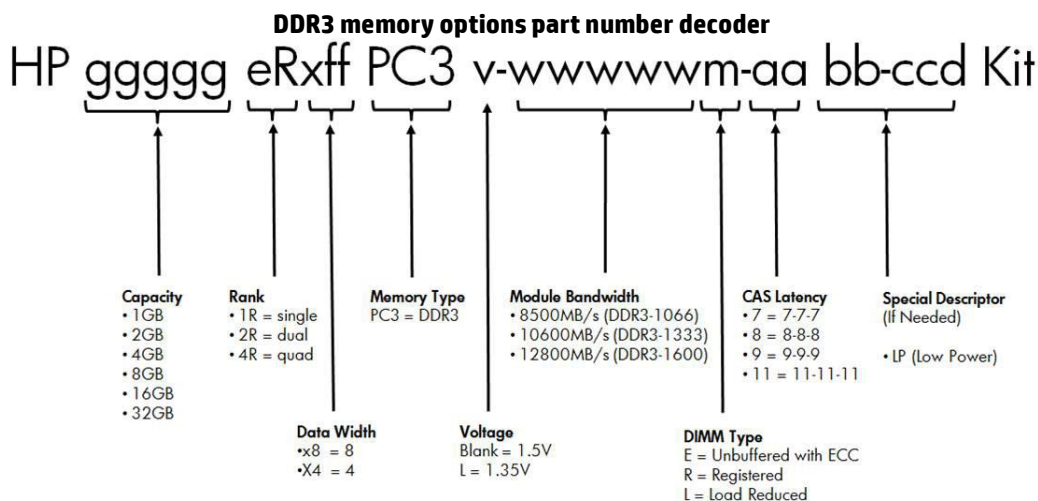 DDR3 memory options part number decoder
HP ggggg eRxff PC3 v-wwwwwm-aa bb-ccd Kit
Capacity
• 1GB
• 2GB
• 4GB
• 8GB
• 16GB
• 32GB
Rank
• 1R = single
• 2R = dual
• 4R = quad
Memory Type
PC3 = DDR3
Module Bandwidth
• 8500MB/s (DDR3-1066)
• 10600MB/s (DDR3-1333)
• 12800MB/s (DDR3-1600)
CAS Latency
• 7 = 7-7-7
• 8 = 8-8-8
• 9 = 9-9-9
• 11 = 11-11-11
Special Descriptor
(If Needed)
• LP (Low Power)
Data Width
•x8 = 8
•X4 = 4
Voltage
Blank = 1.5V
L = 1.35V
DIMM Type
E = Unbuffered with ECC
R = Registered
L = Load Reduced